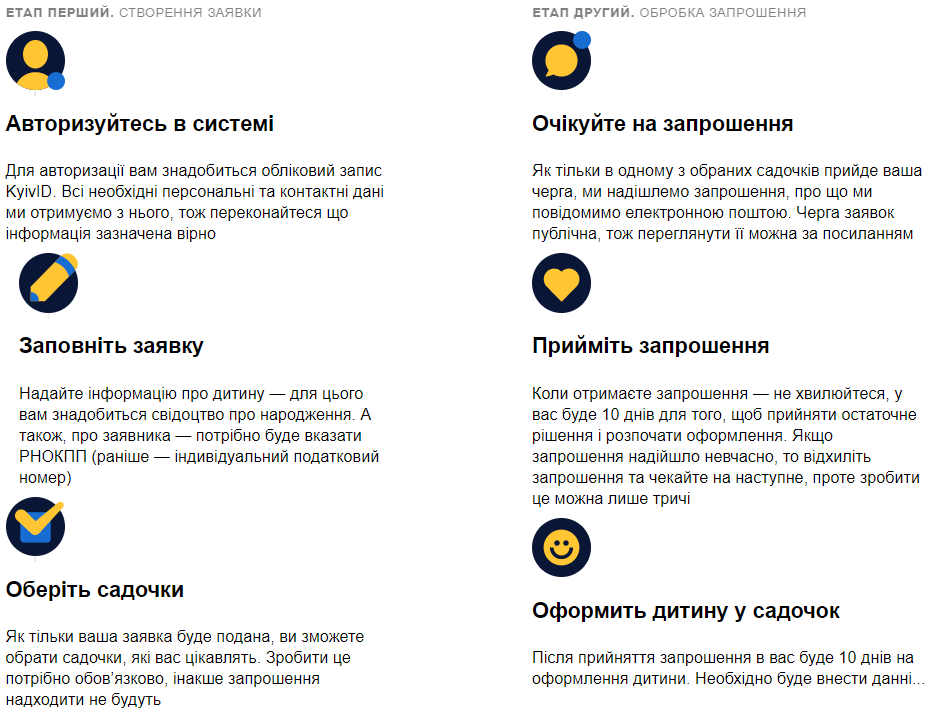 ЕТАП ПЕРШИЙ. СТВОРЕННЯ ЗАЯВКИ
Авторизуйтесь в системі
Для авторизації вам знадобиться обліковий запис
KyivID. Всі необхідні персональні та контактні дані
ми отримуємо з нього, тож переконайтеся що
інформація зазначена вірно
Заповніть заявку
Надайте інформацію про дитину — для цього
вам знадобиться свідоцтво про народження. А
також, про заявника — потрібно буде вказати
РНОКПП (раніше — індивідуальний податковий
номер)
Оберіть садочки
Як тільки ваша заявка буде подана, ви зможете
обрати садочки, які вас цікавлять. Зробити це
потрібно обов’язково, інакше запрошення
надходити не будуть
ЕТАП ДРУГИЙ. ОБРОБКА ЗАПРОШЕННЯ
Очікуйте на запрошення
Як тільки в одному з обраних садочків прийде ваша
черга, ми надішлемо запрошення, про що ми
повідомимо електронною поштою. Черга заявок
публічна, тож переглянути її можна за посиланням
Прийміть запрошення
Коли отримаєте запрошення — не хвилюйтеся, у
вас буде 10 днів для того, щоб прийняти остаточне
рішення і розпочати оформлення. Якщо
запрошення надійшло невчасно, то відхиліть
запрошення та чекайте на наступне, проте зробити
це можна лише тричі
Оформить дитину у садочок
Після прийняття запрошення в вас буде 10 днів на
оформлення дитини. Необхідно буде внести данні...